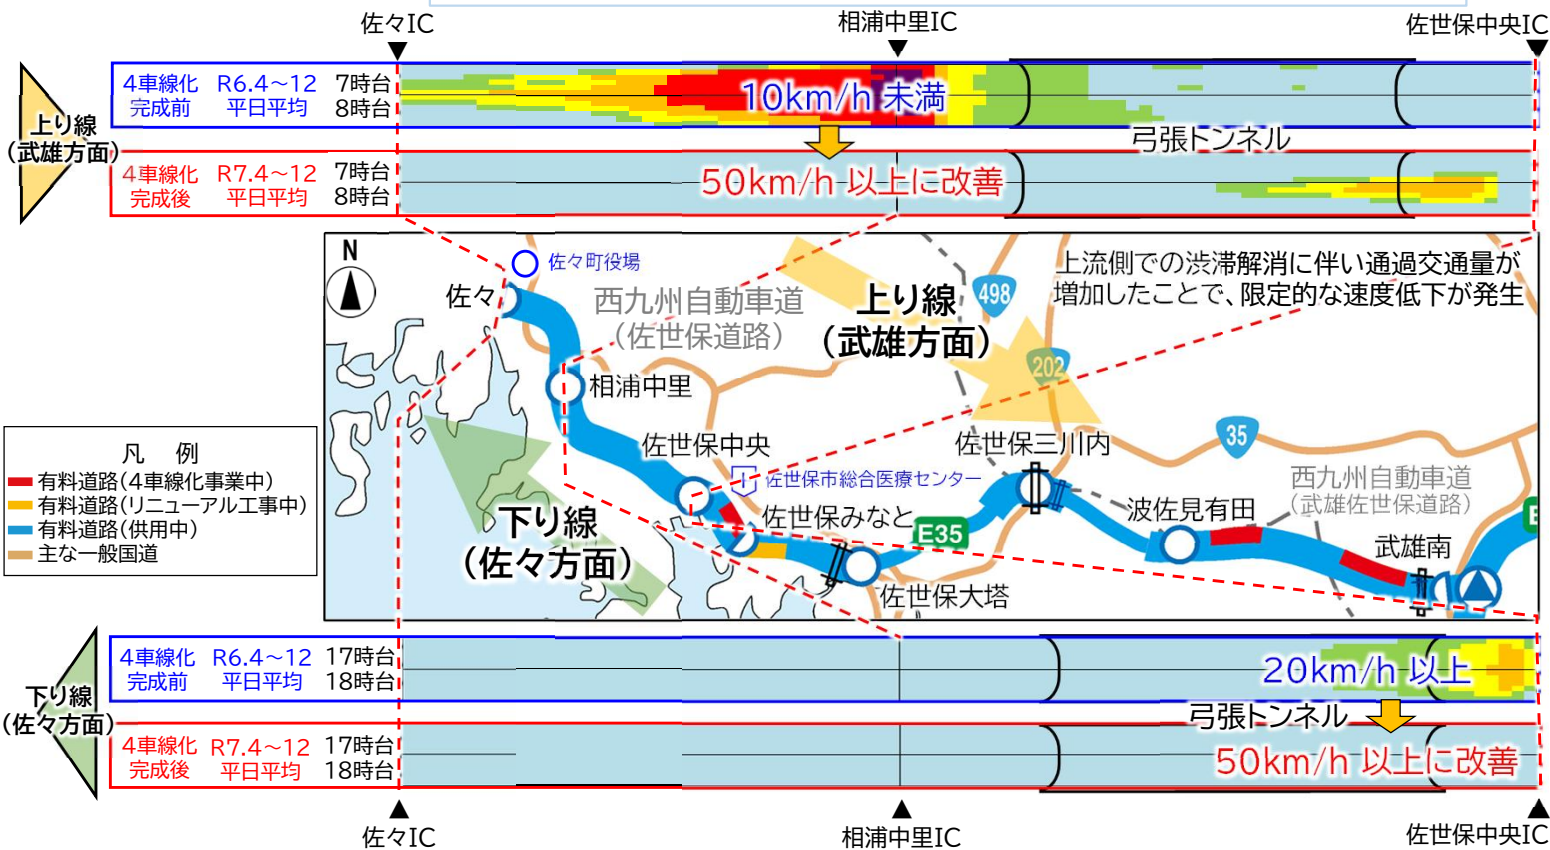 佐々IC
相浦中里IC
佐世保中央IC
4車線化 R6.4～12 7時台
完成前 平日平均 8時台
10km/h 未満
上り線
(武雄方面)
弓張トンネル
4車線化 R7.4～12 7時台
完成後 平日平均 8時台
50km/h 以上に改善
N
佐々町役場
佐々
西九州自動車道
(佐世保道路)
上り線
(武雄方面)
498
上流側での渋滞解消に伴い通過交通量が
増加したことで、限定的な速度低下が発生
202
相浦中里
佐世保中央
佐世保三川内
35
佐世保市総合医療センター
西九州自動車道
(武雄佐世保道路)
凡 例
有料道路(4車線化事業中)
有料道路(リニューアル工事中)
有料道路(供用中)
主な一般国道
下り線
(佐々方面)
佐世保みなと
E35
波佐見有田
武雄南
佐世保大塔
4車線化 R6.4～12 17時台
完成前 平日平均 18時台
20km/h 以上
下り線
(佐々方面)
弓張トンネル
4車線化 R7.4～12 17時台
完成後 平日平均 18時台
50km/h 以上に改善
佐々IC
相浦中里IC
佐世保中央IC